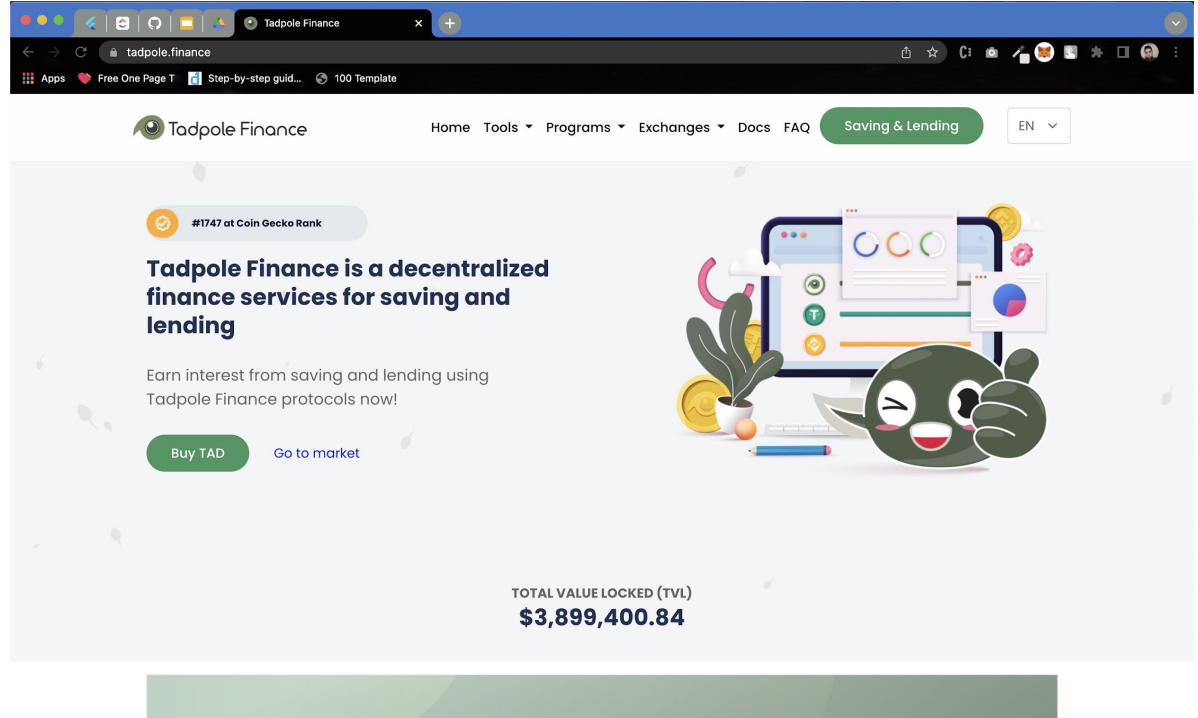 Tadpole Finance
tadpole.finance
Apps
Free One Page T
Step-by-step guid...
100 Template
Tadpole Finance
Home Tools Programs Exchanges Docs FAQ Saving & Lending EN
#1747 at Coin Gecko Rank
Tadpole Finance is a decentralized
finance services for saving and
lending
Earn interest from saving and lending using
Tadpole Finance protocols now!
Buy TAD Go to market
TOTAL VALUE LOCKED (TVL)
$3,899,400.84